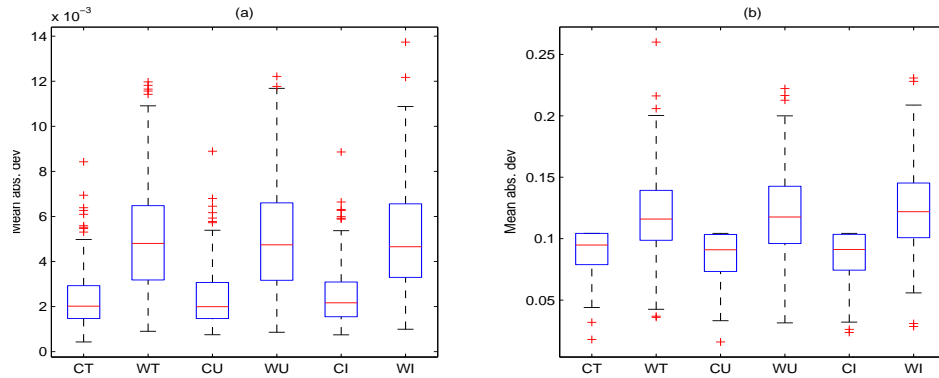 (a)
x 10⁻³
14
12
10
8
6
4
2
0
Mean abs. dev
CT WT CU WU CI WI
(b)
0.25
0.2
0.15
0.1
0.05
Mean abs. dev
CT WT CU WU CI WI